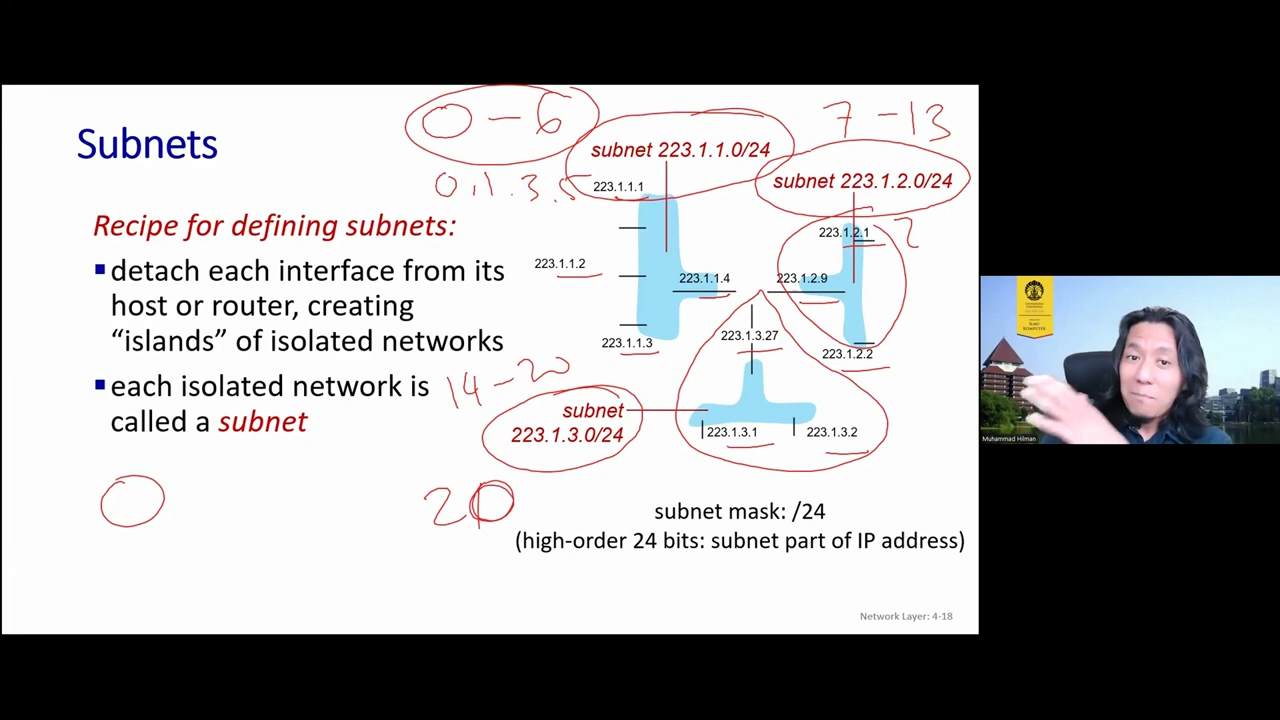 Subnets
Recipe for defining subnets:
▪ detach each interface from its
host or router, creating
“islands” of isolated networks
▪ each isolated network is
called a subnet
0 – 6
0, 1. 3, 5
7 – 13
subnet 223.1.1.0/24
subnet 223.1.2.0/24
223.1.1.1
223.1.1.2
223.1.1.3
223.1.1.4
223.1.2.1
2
223.1.2.9
223.1.2.2
223.1.3.27
14 – 20
subnet
223.1.3.0/24
223.1.3.1
223.1.3.2
0
20
subnet mask: /24
(high-order 24 bits: subnet part of IP address)
Network Layer: 4-18
ILMU
KOMPUTER
Muhammad Hilman